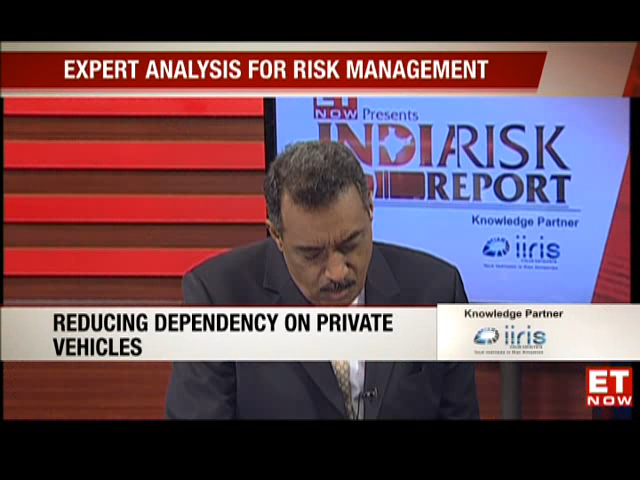 EXPERT ANALYSIS FOR RISK MANAGEMENT
ET
NOW
Presents
INDIA RISK
REPORT
Knowledge Partner
iiris
REDUCING DEPENDENCY ON PRIVATE
VEHICLES
Knowledge Partner
iiris
ET
NOW